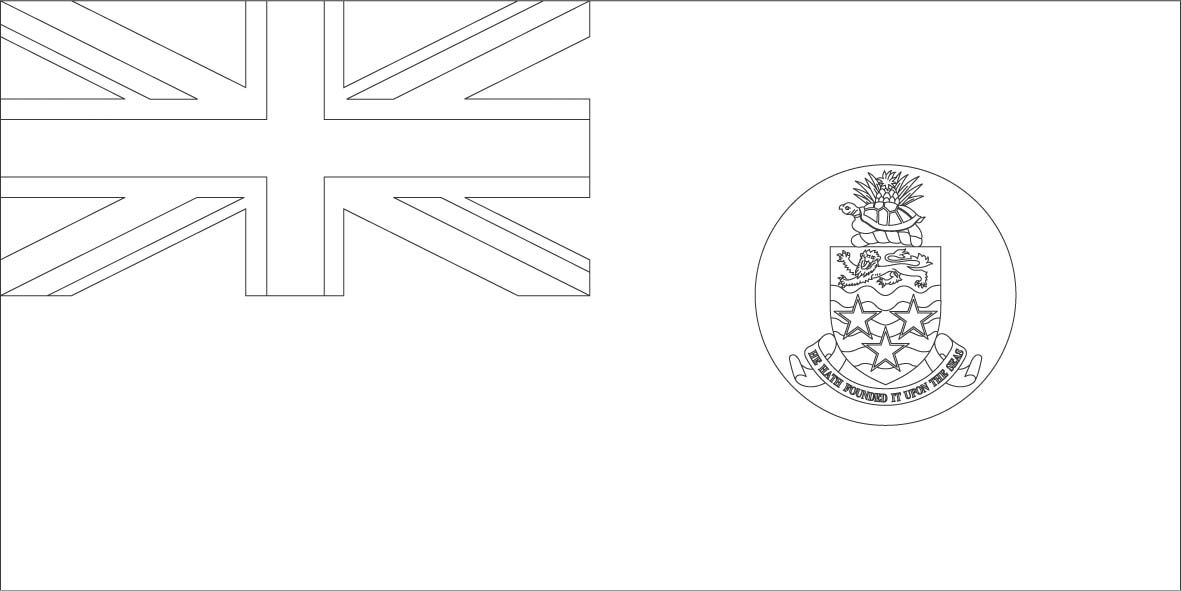 HE HATH FOUNDED IT UPON THE SEAS